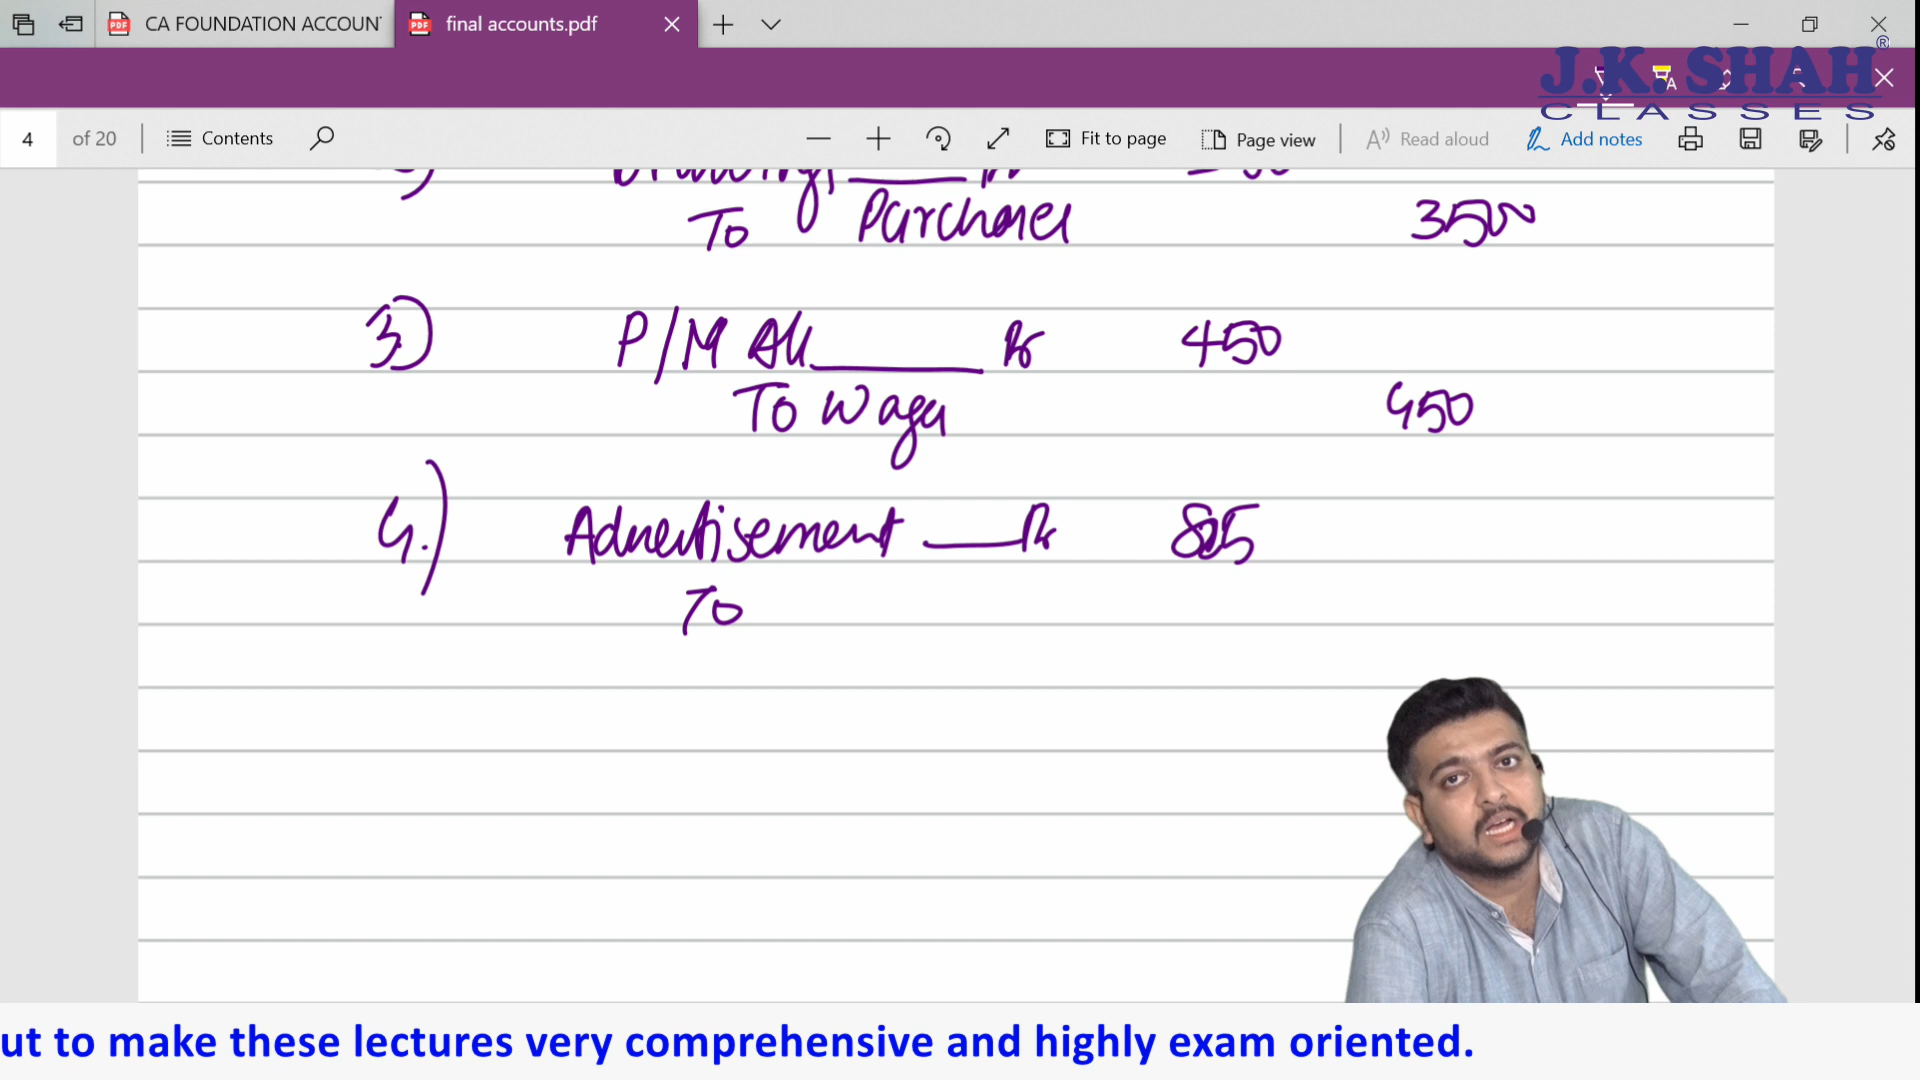 CA FOUNDATION ACCOUNT
final accounts.pdf
J.K. SHAH®
CLASSES
4 of 20
Contents
Fit to page
Page view
Read aloud
Add notes
To Purchases 3500
3) P/M A/c Dr 450
To Wages 450
4.) Advertisement Dr
To
ut to make these lectures very comprehensive and highly exam oriented.